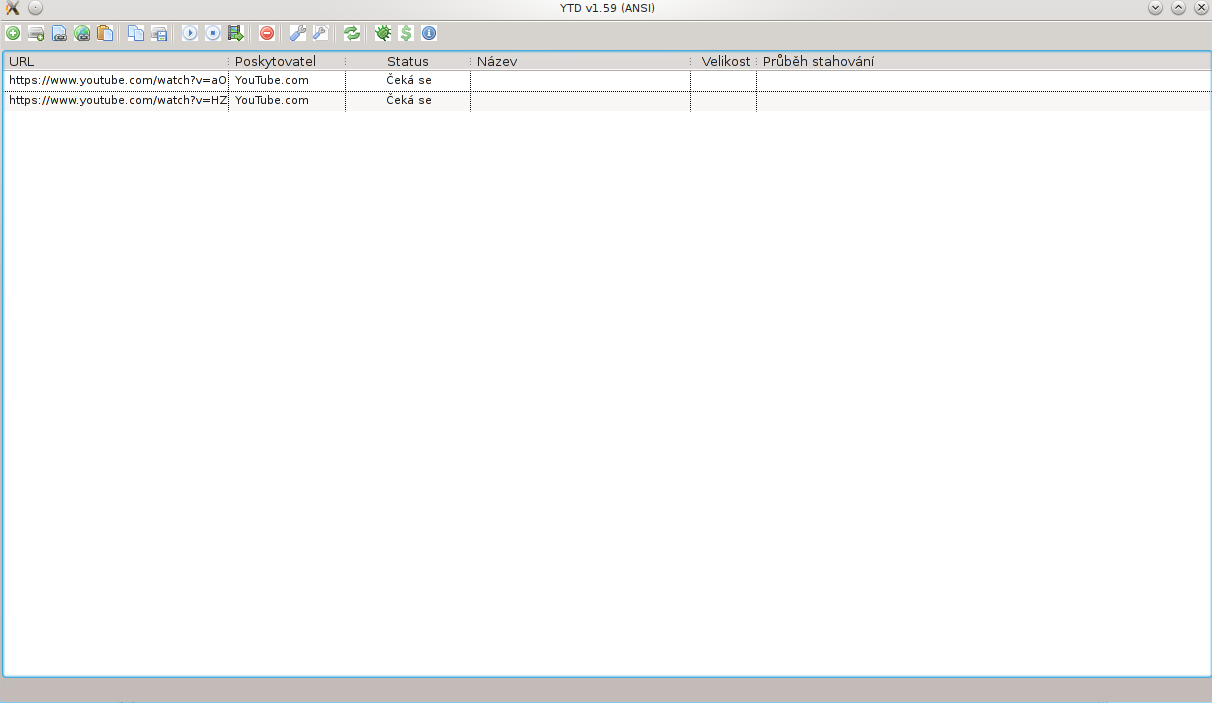 YTD v1.59 (ANSI)
URL Poskytovatel Status Název Velikost Průběh stahování
https://www.youtube.com/watch?v=aO YouTube.com Čeká se
https://www.youtube.com/watch?v=HZ YouTube.com Čeká se